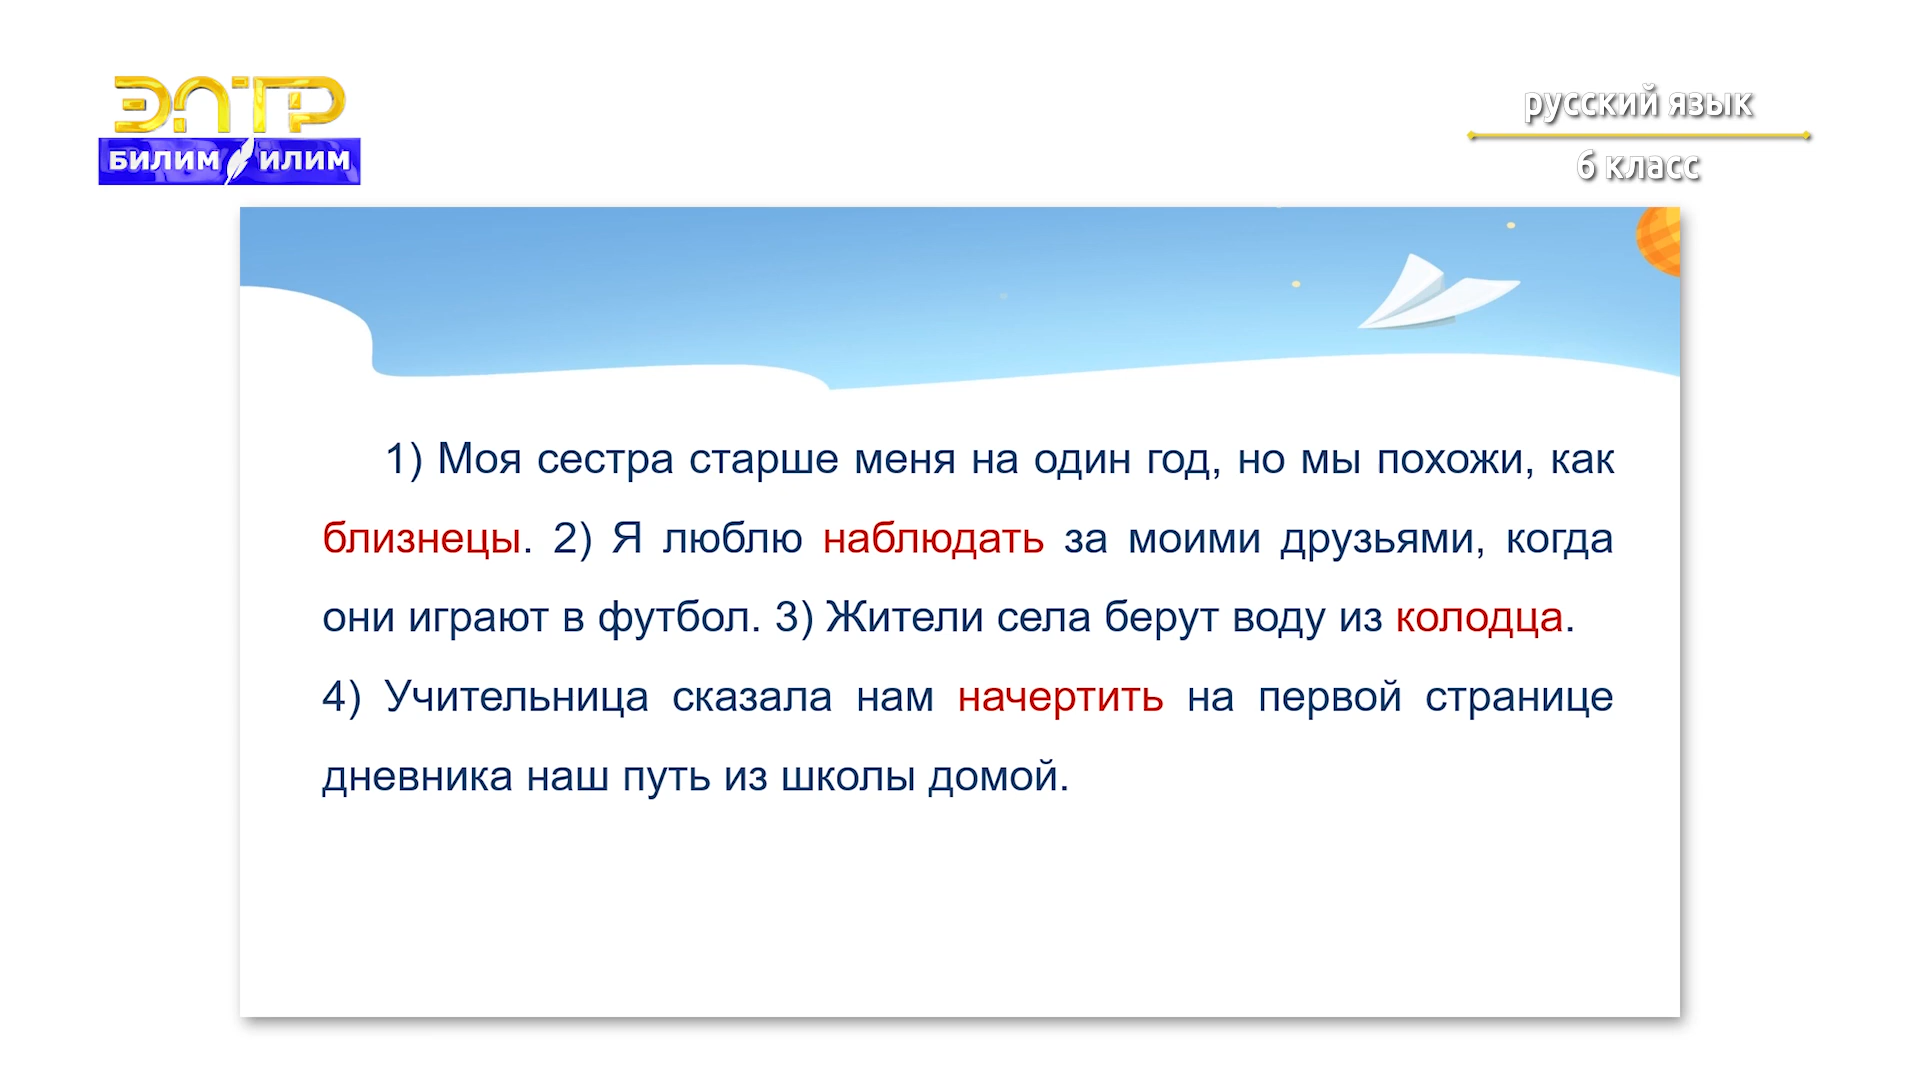 ЭЛТР
БИЛИМ ИЛИМ
русский язык
6 класс
1) Моя сестра старше меня на один год, но мы похожи, как
близнецы. 2) Я люблю наблюдать за моими друзьями, когда
они играют в футбол. 3) Жители села берут воду из колодца.
4) Учительница сказала нам начертить на первой странице
дневника наш путь из школы домой.